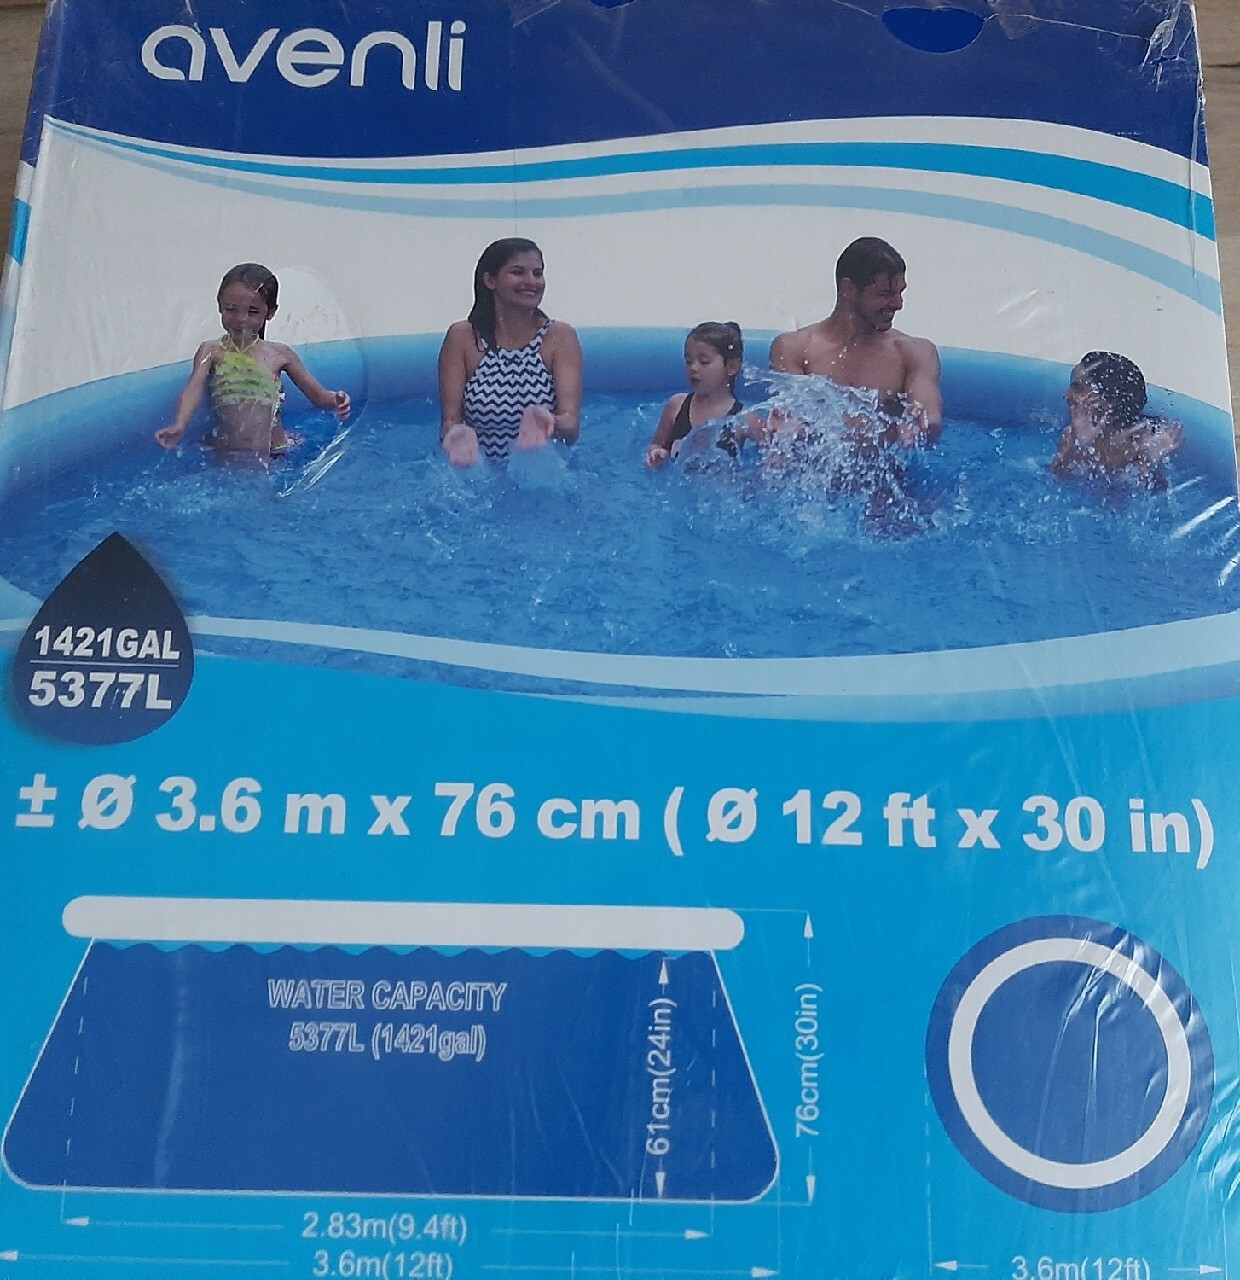 avenli
1421GAL
5377L
± Ø 3.6 m x 76 cm ( Ø 12 ft x 30 in)
WATER CAPACITY
5377L (1421gal)
61cm(24in)
76cm(30in)
2.83m(9.4ft)
3.6m(12ft)
3.6m(12ft)